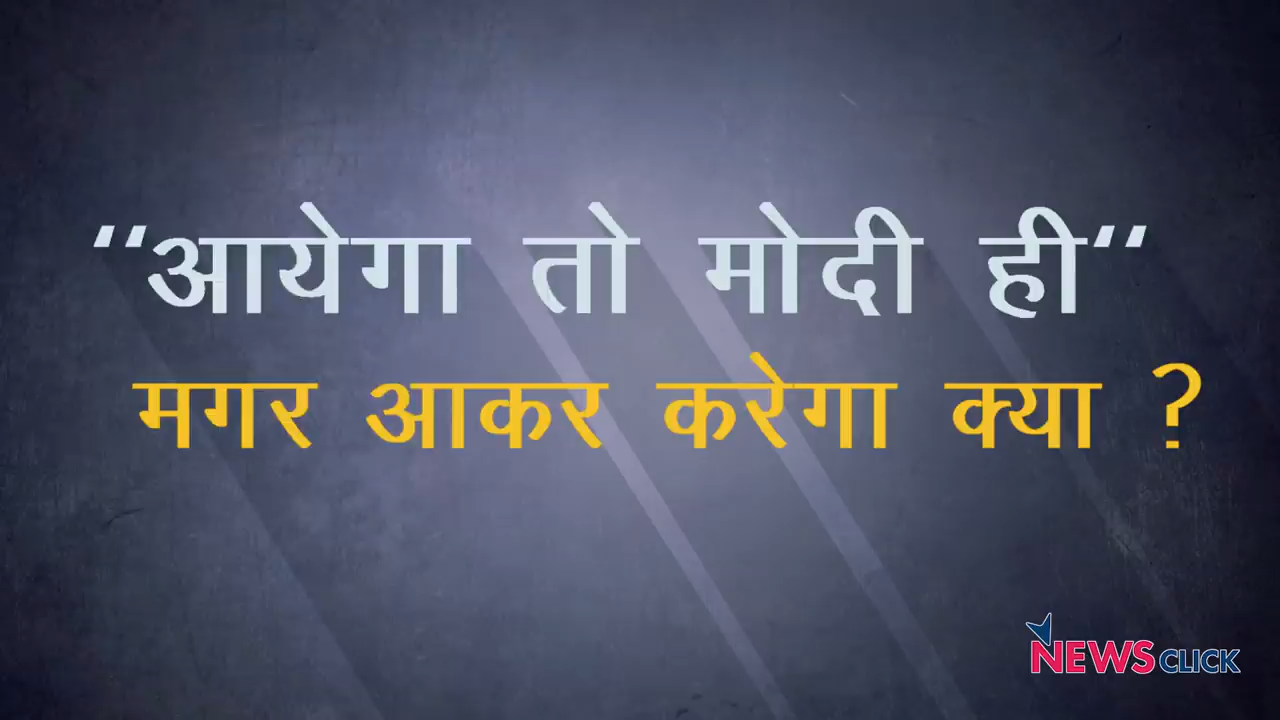 “आयेगा तो मोदी ही“
मगर आकर करेगा क्या ?
NEWSCLICK